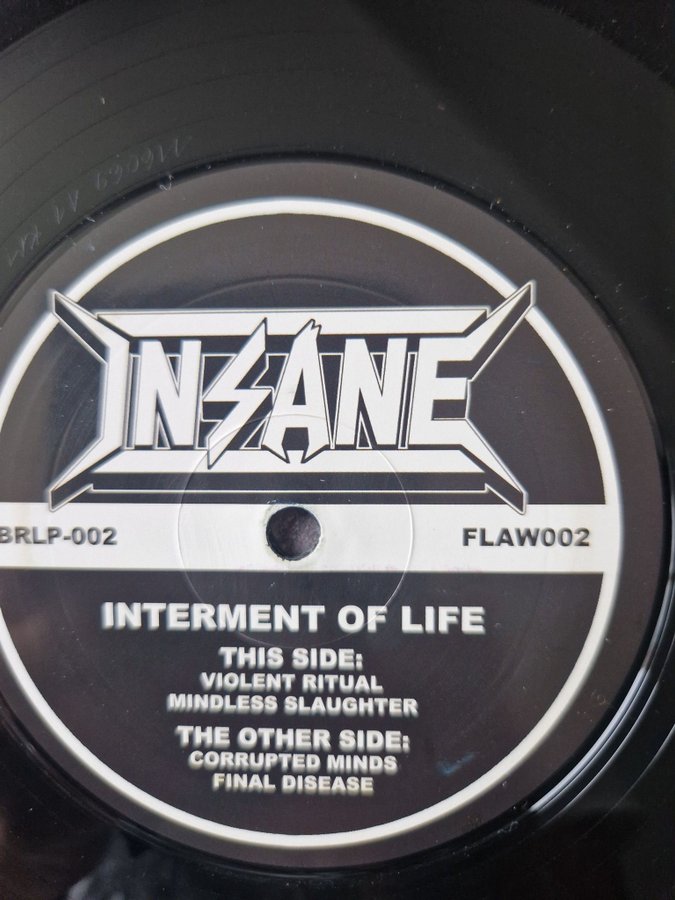 INSANE
BRLP-002 FLAW002
INTERMENT OF LIFE
THIS SIDE:
VIOLENT RITUAL
MINDLESS SLAUGHTER
THE OTHER SIDE:
CORRUPTED MINDS
FINAL DISEASE